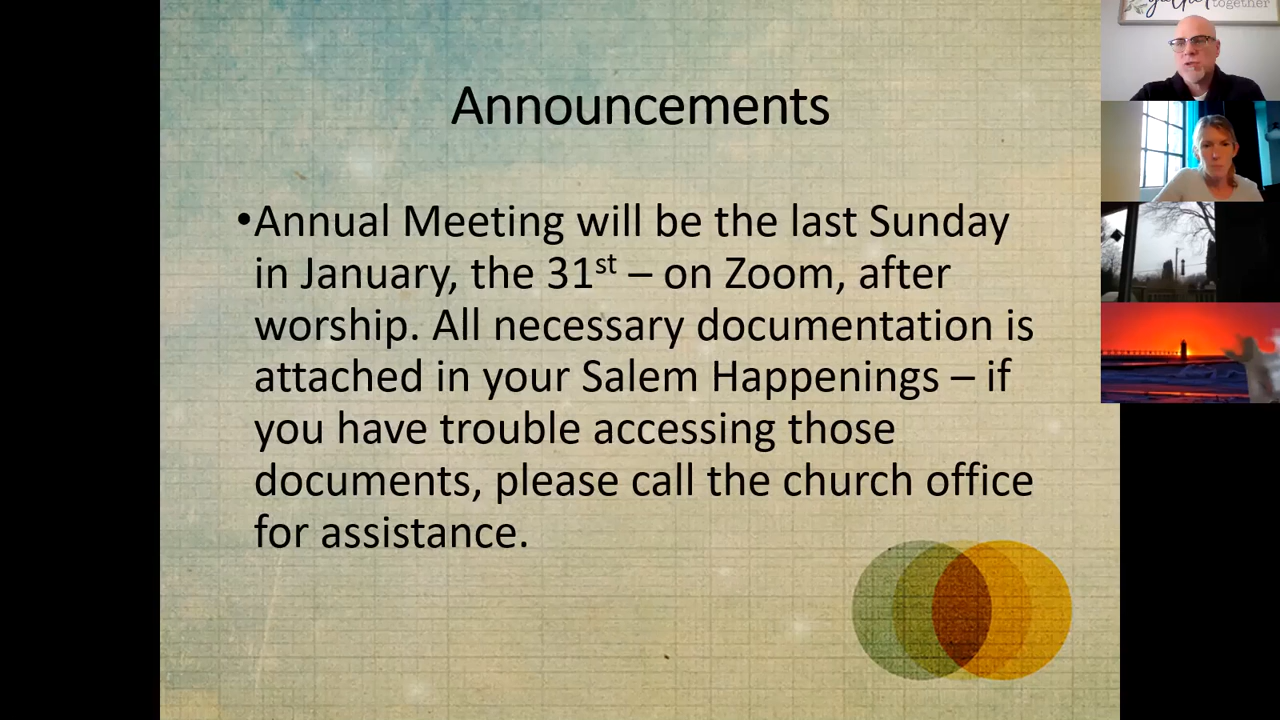 together
Announcements
•Annual Meeting will be the last Sunday
in January, the 31st – on Zoom, after
worship. All necessary documentation is
attached in your Salem Happenings – if
you have trouble accessing those
documents, please call the church office
for assistance.